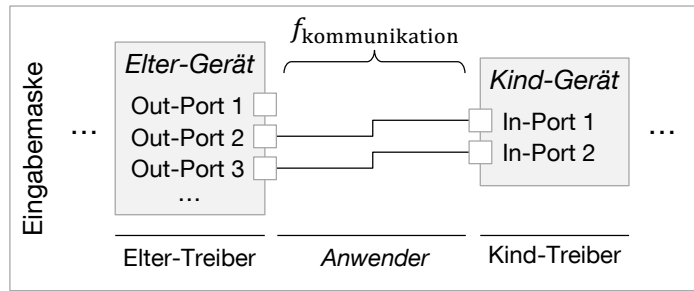 Eingabemaske
f_kommunikation
...
Elter-Gerät
Out-Port 1
Out-Port 2
Out-Port 3
...
Kind-Gerät
In-Port 1
In-Port 2
...
Elter-Treiber
Anwender
Kind-Treiber